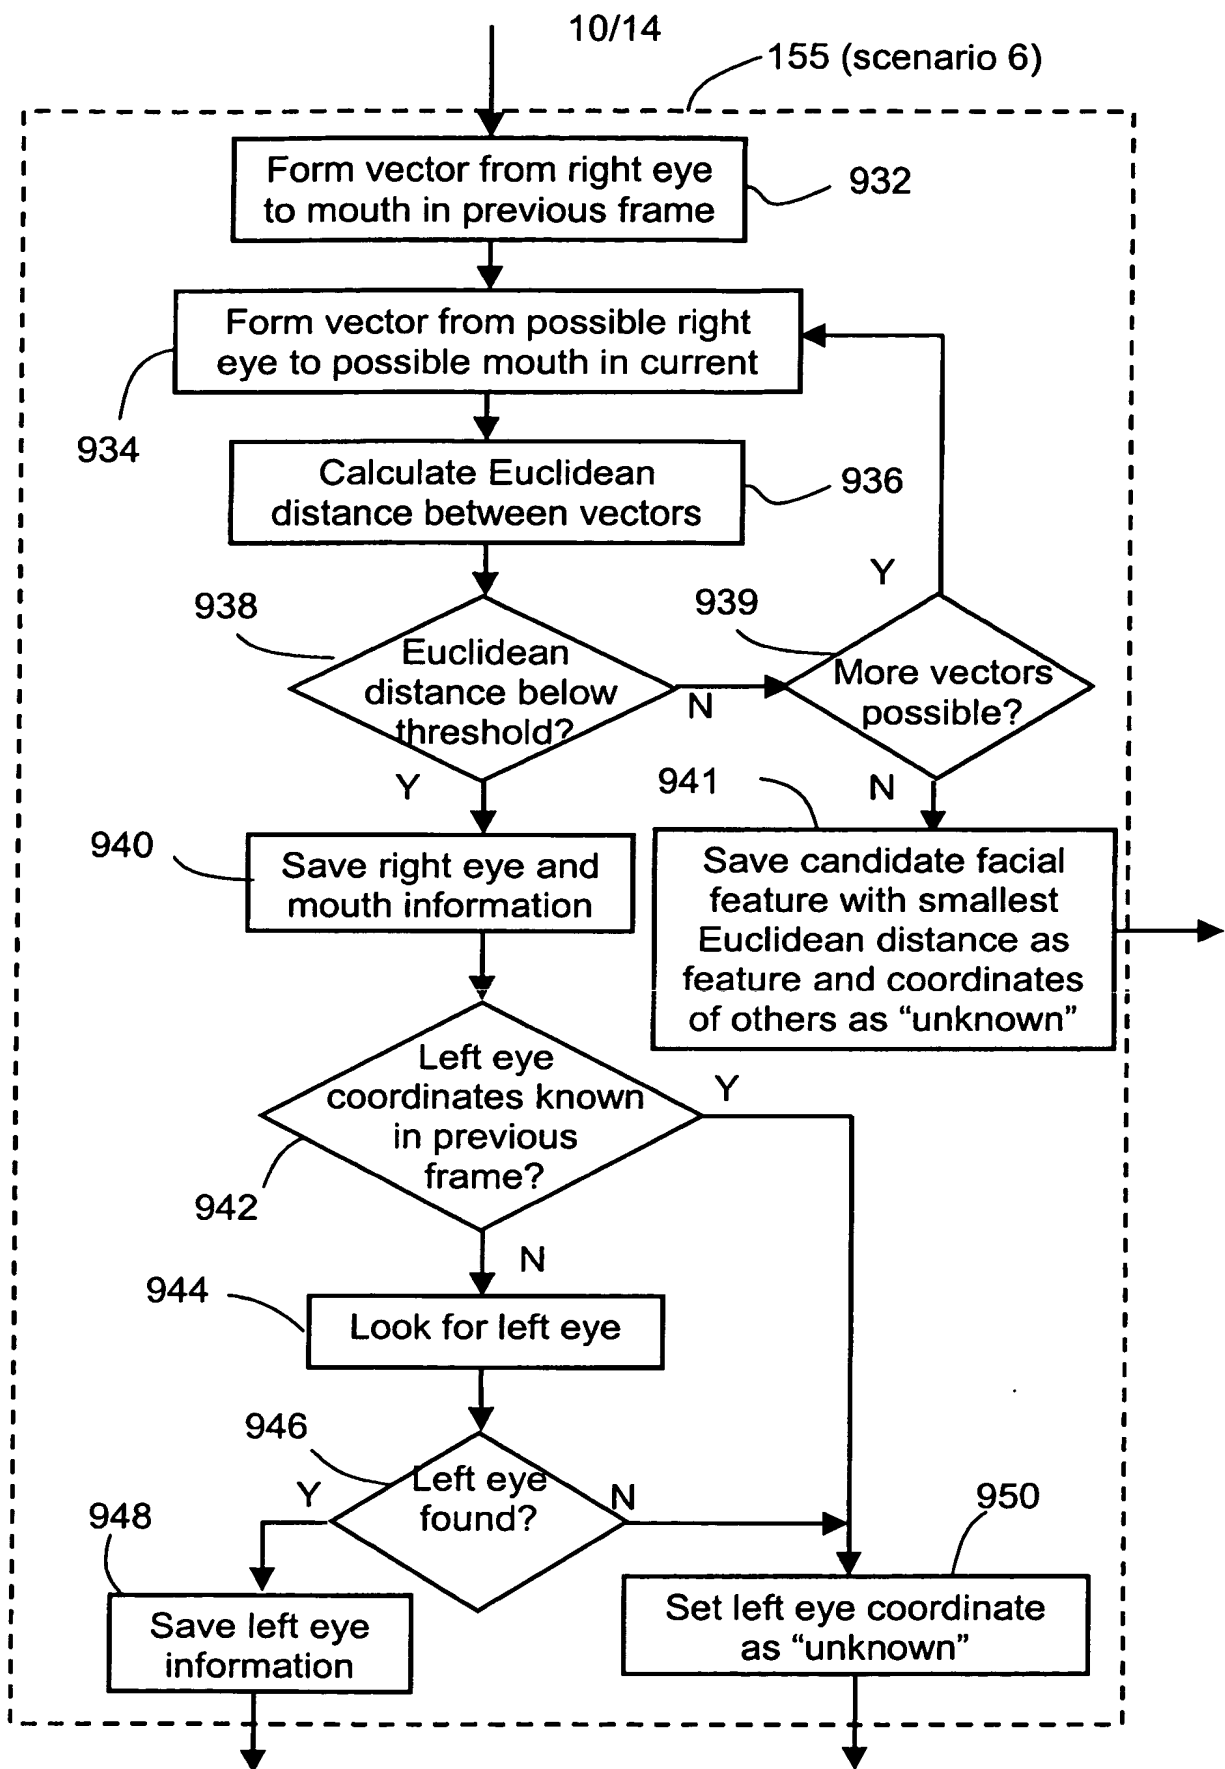 10/14
155 (scenario 6)
Form vector from right eye
to mouth in previous frame
932
Form vector from possible right
eye to possible mouth in current
934
Calculate Euclidean
distance between vectors
936
938
Euclidean
distance below
threshold?
N
Y
939
More vectors
possible?
Y
N
941
940
Save right eye and
mouth information
Save candidate facial
feature with smallest
Euclidean distance as
feature and coordinates
of others as “unknown”
Left eye
coordinates known
in previous
frame?
Y
942
N
944
Look for left eye
946
Left eye
found?
Y
N
948
950
Save left eye
information
Set left eye coordinate
as “unknown”